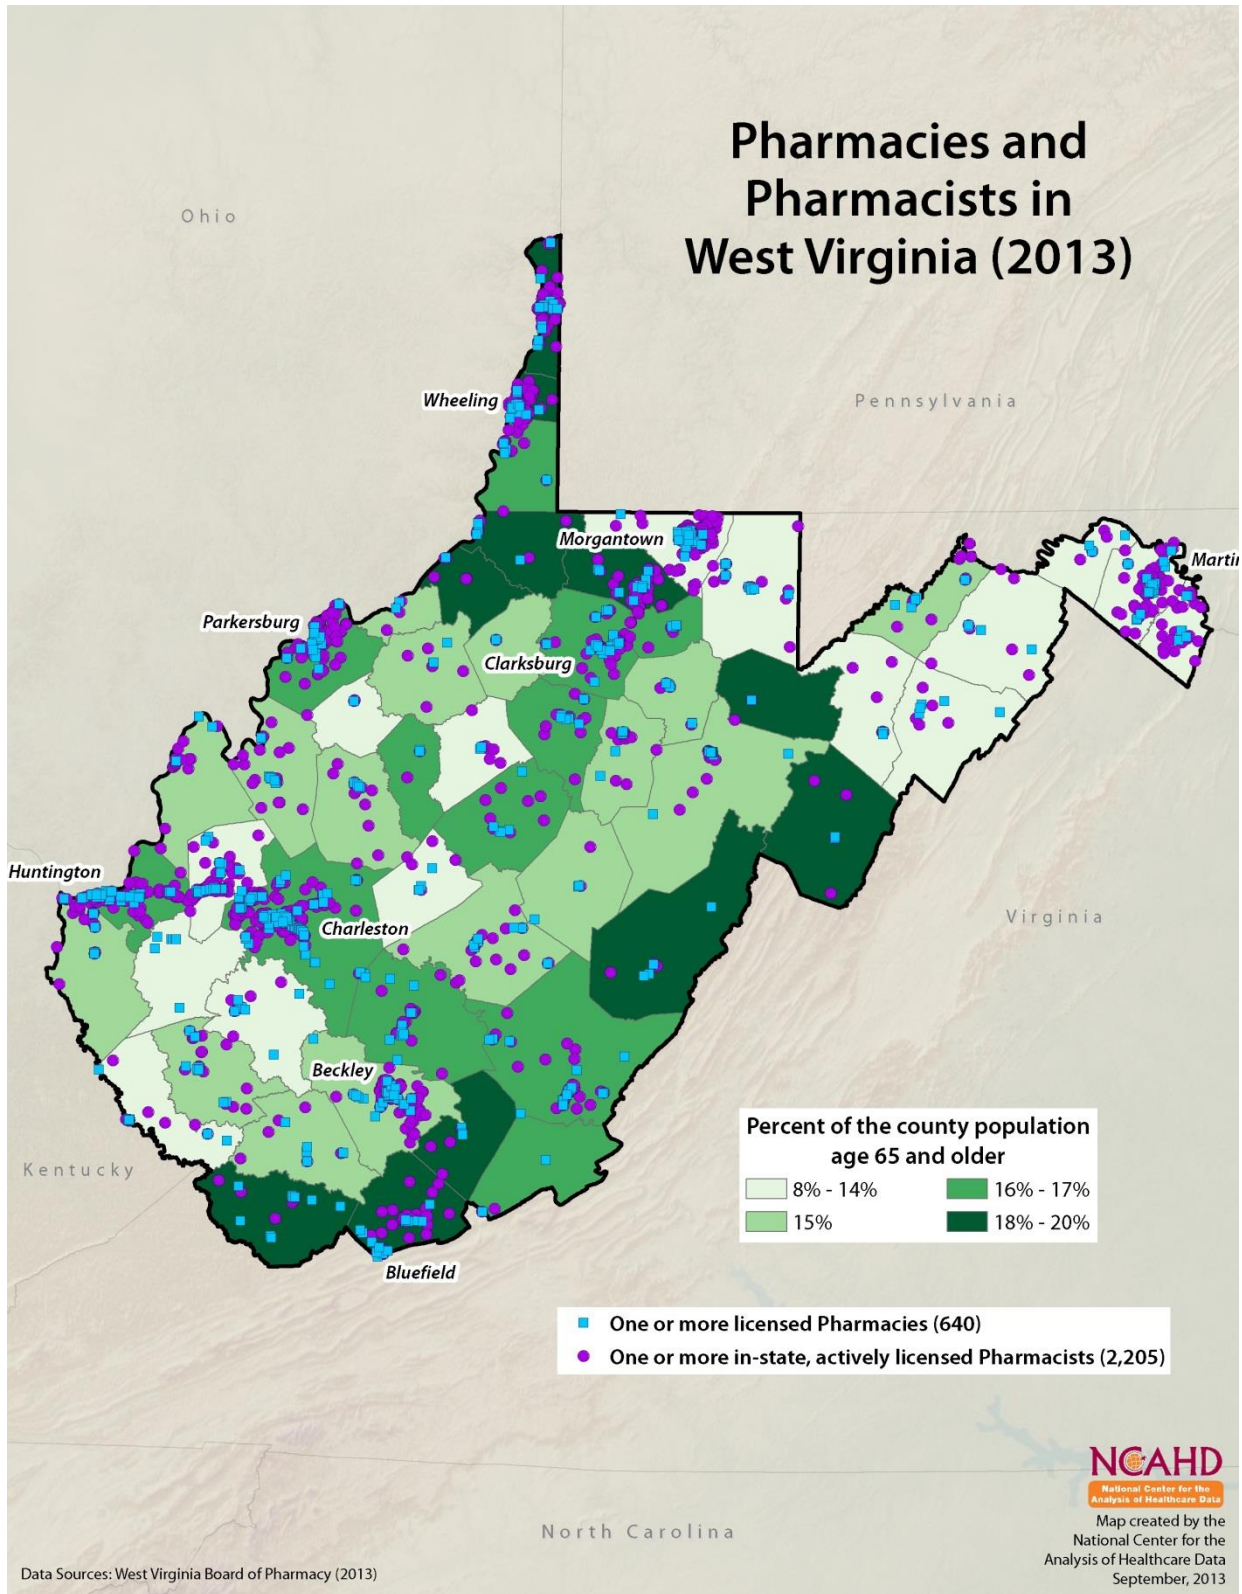 Pharmacies and
Pharmacists in
West Virginia (2013)
Ohio
Pennsylvania
Wheeling
Morgantown
Martin
Parkersburg
Clarksburg
Huntington
Charleston
Virginia
Beckley
Kentucky
Bluefield
Percent of the county population
age 65 and older
8% - 14%
16% - 17%
15%
18% - 20%
One or more licensed Pharmacies (640)
One or more in-state, actively licensed Pharmacists (2,205)
North Carolina
NCAHD
National Center for the
Analysis of Healthcare Data
Map created by the
National Center for the
Analysis of Healthcare Data
September, 2013
Data Sources: West Virginia Board of Pharmacy (2013)